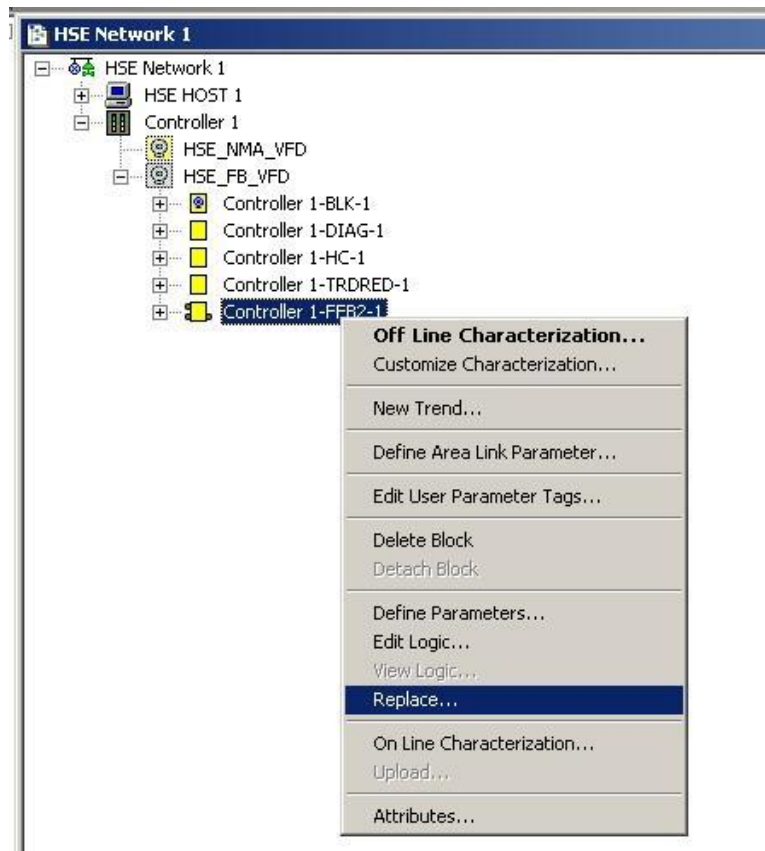 HSE Network 1
HSE Network 1
HSE HOST 1
Controller 1
HSE_NMA_VFD
HSE_FB_VFD
Controller 1-BLK-1
Controller 1-DIAG-1
Controller 1-HC-1
Controller 1-TRDRED-1
Controller 1-FFB2-1
Off Line Characterization...
Customize Characterization...
New Trend...
Define Area Link Parameter...
Edit User Parameter Tags...
Delete Block
Detach Block
Define Parameters...
Edit Logic...
View Logic...
Replace...
On Line Characterization...
Upload...
Attributes...